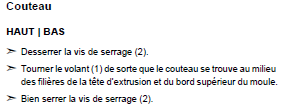 Couteau
HAUT | BAS
➣ Desserrer la vis de serrage (2).
➣ Tourner le volant (1) de sorte que le couteau se trouve au milieu
des filières de la tête d'extrusion et du bord supérieur du moule.
➣ Bien serrer la vis de serrage (2).